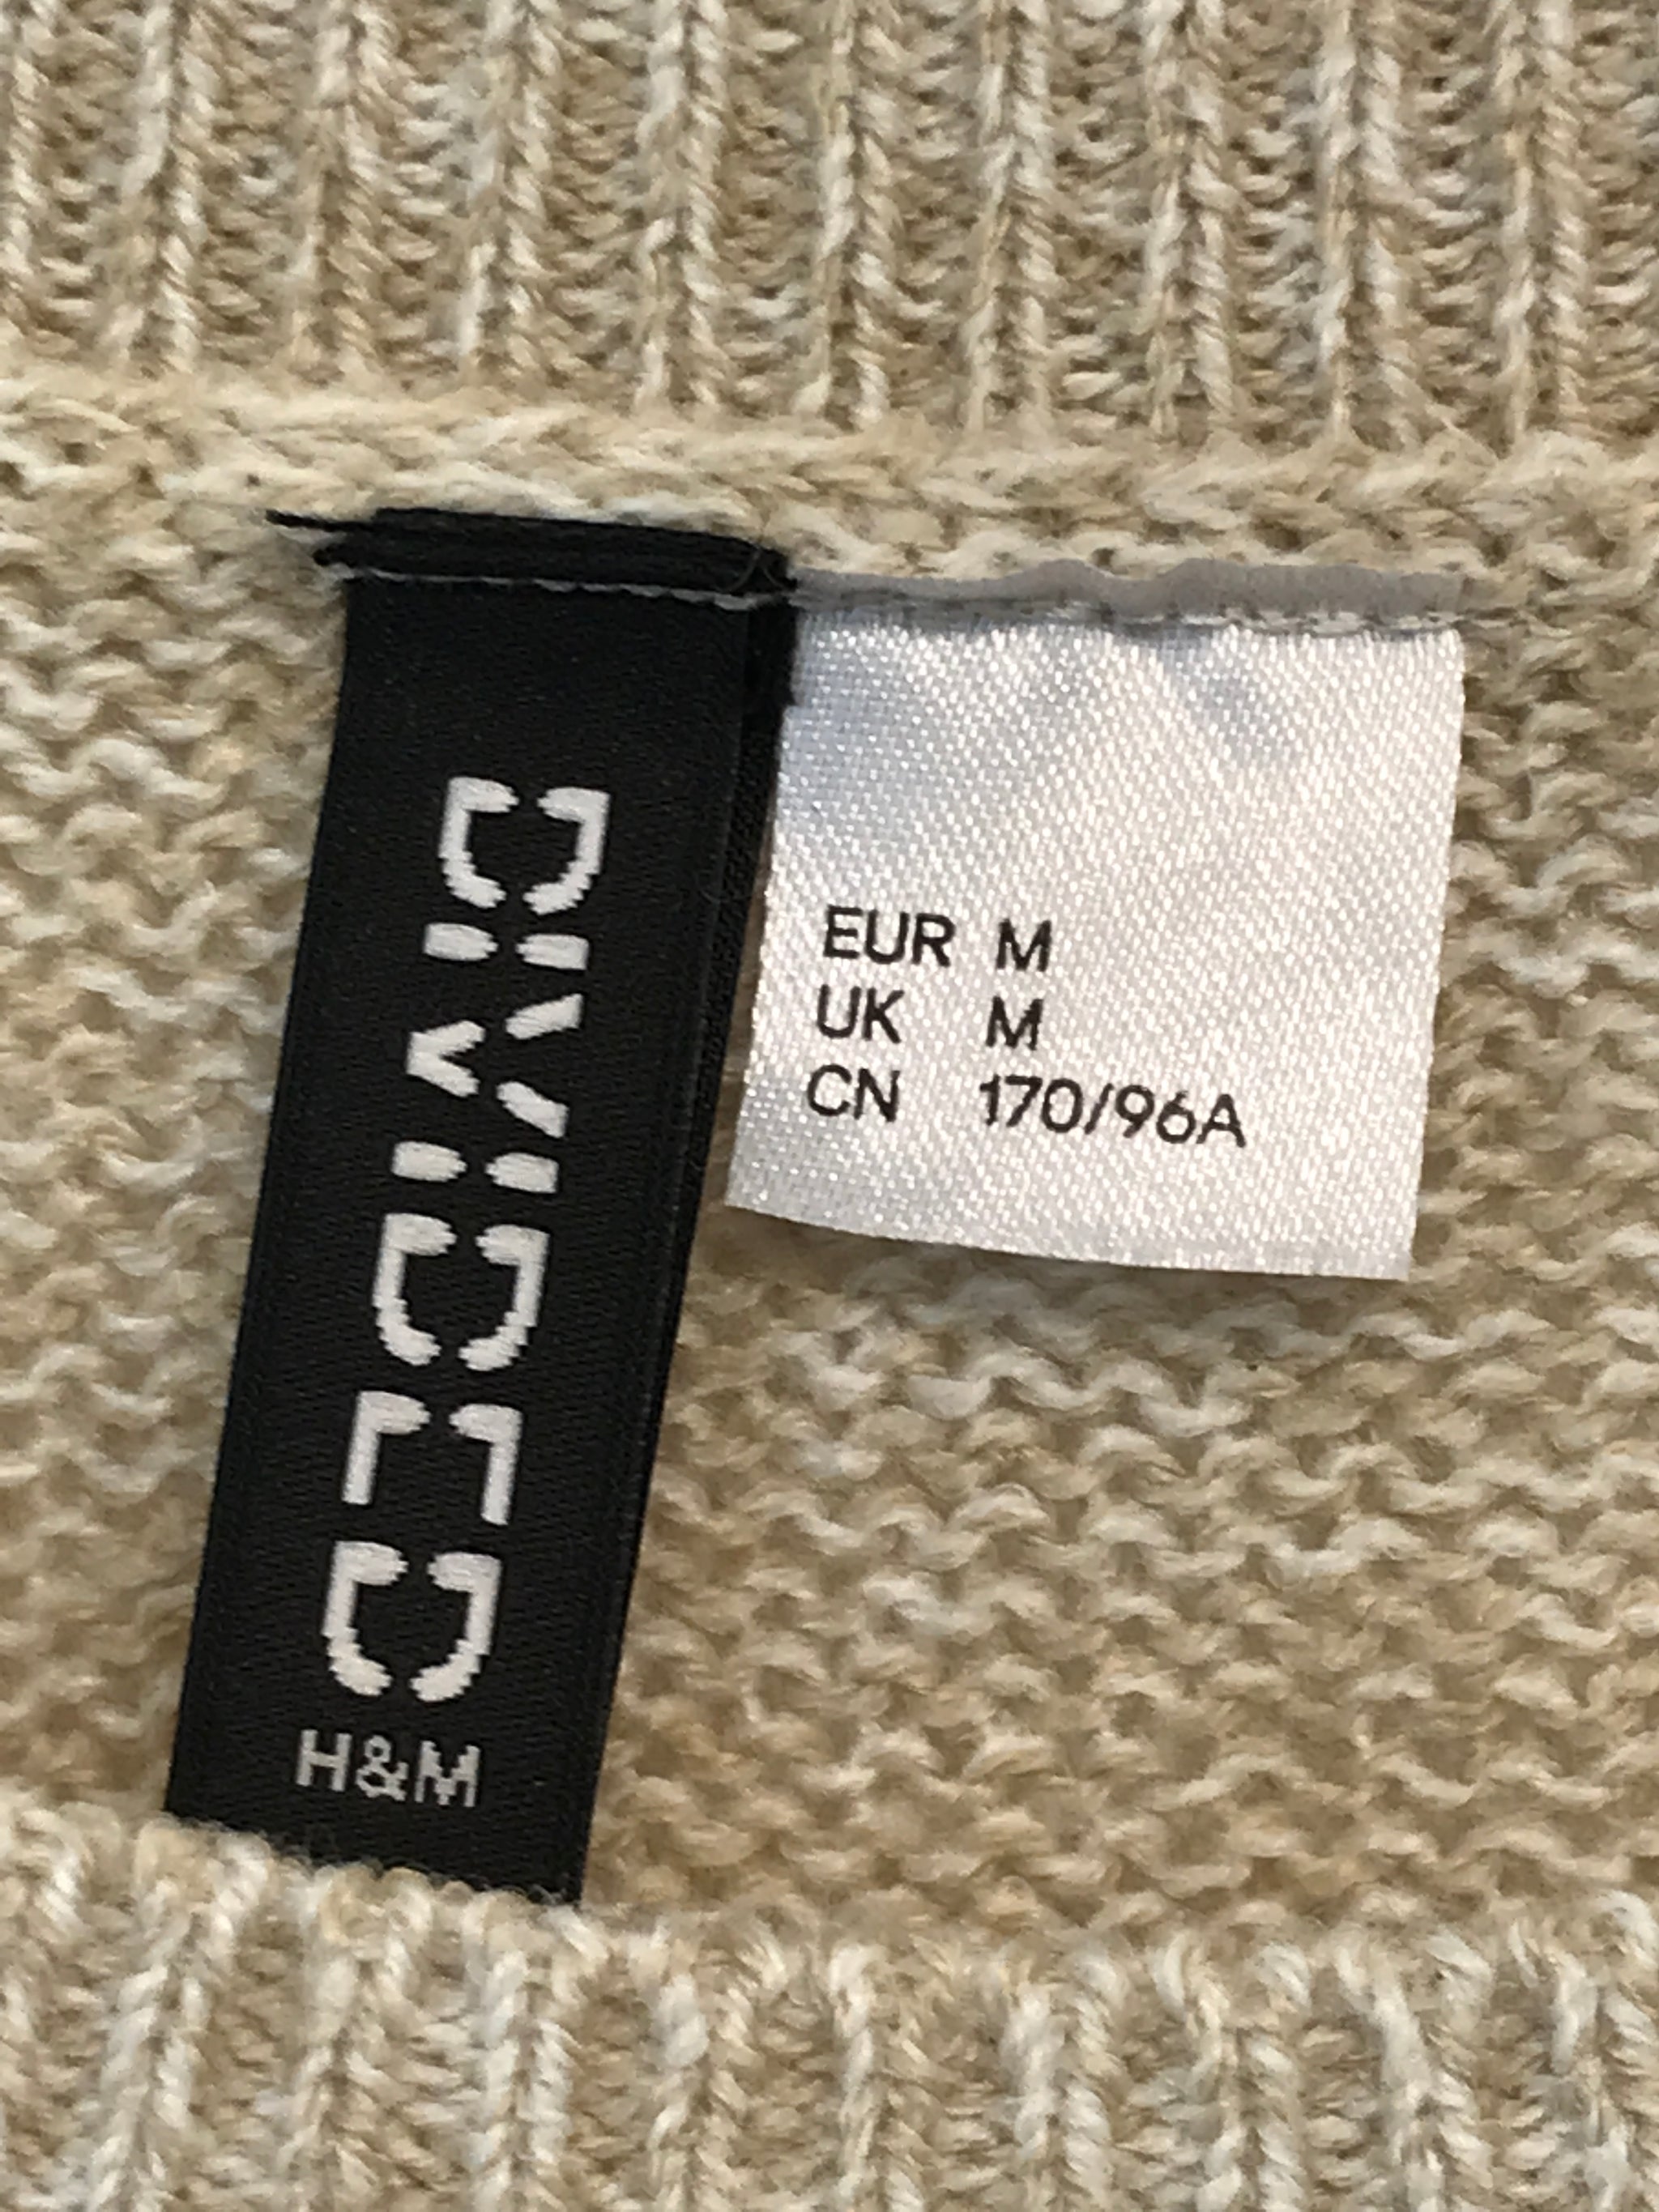 DIVIDED
H&M
EUR M
UK M
CN 170/96A